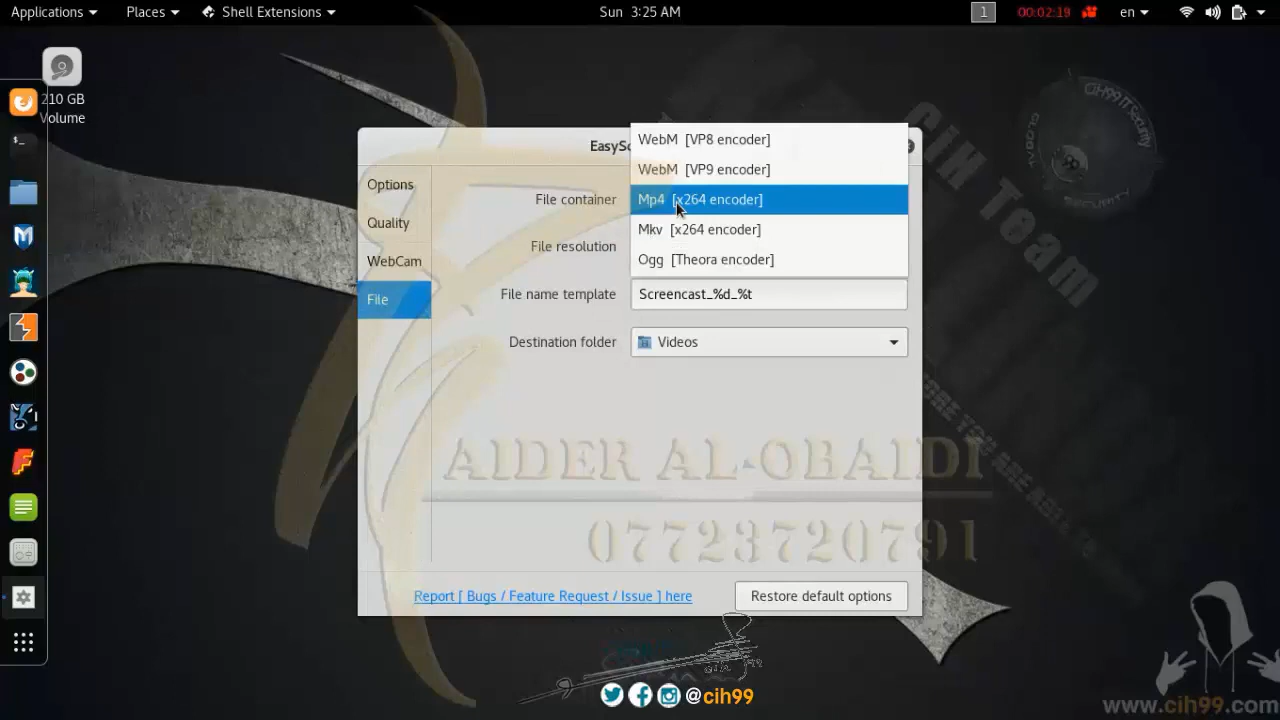 Applications Places Shell Extensions Sun 3:25 AM 1 00:02:19 en
210 GB
Volume
EasySc
Options
Quality
WebCam
File
File container
WebM [VP8 encoder]
WebM [VP9 encoder]
Mp4 [x264 encoder]
Mkv [x264 encoder]
Ogg [Theora encoder]
File resolution
File name template Screencast_%d_%t
Destination folder Videos
AIDER AL-OBAIDI
07723720791
Report [ Bugs / Feature Request / Issue ] here
Restore default options
Cih Team
@cih99
www.cih99.com